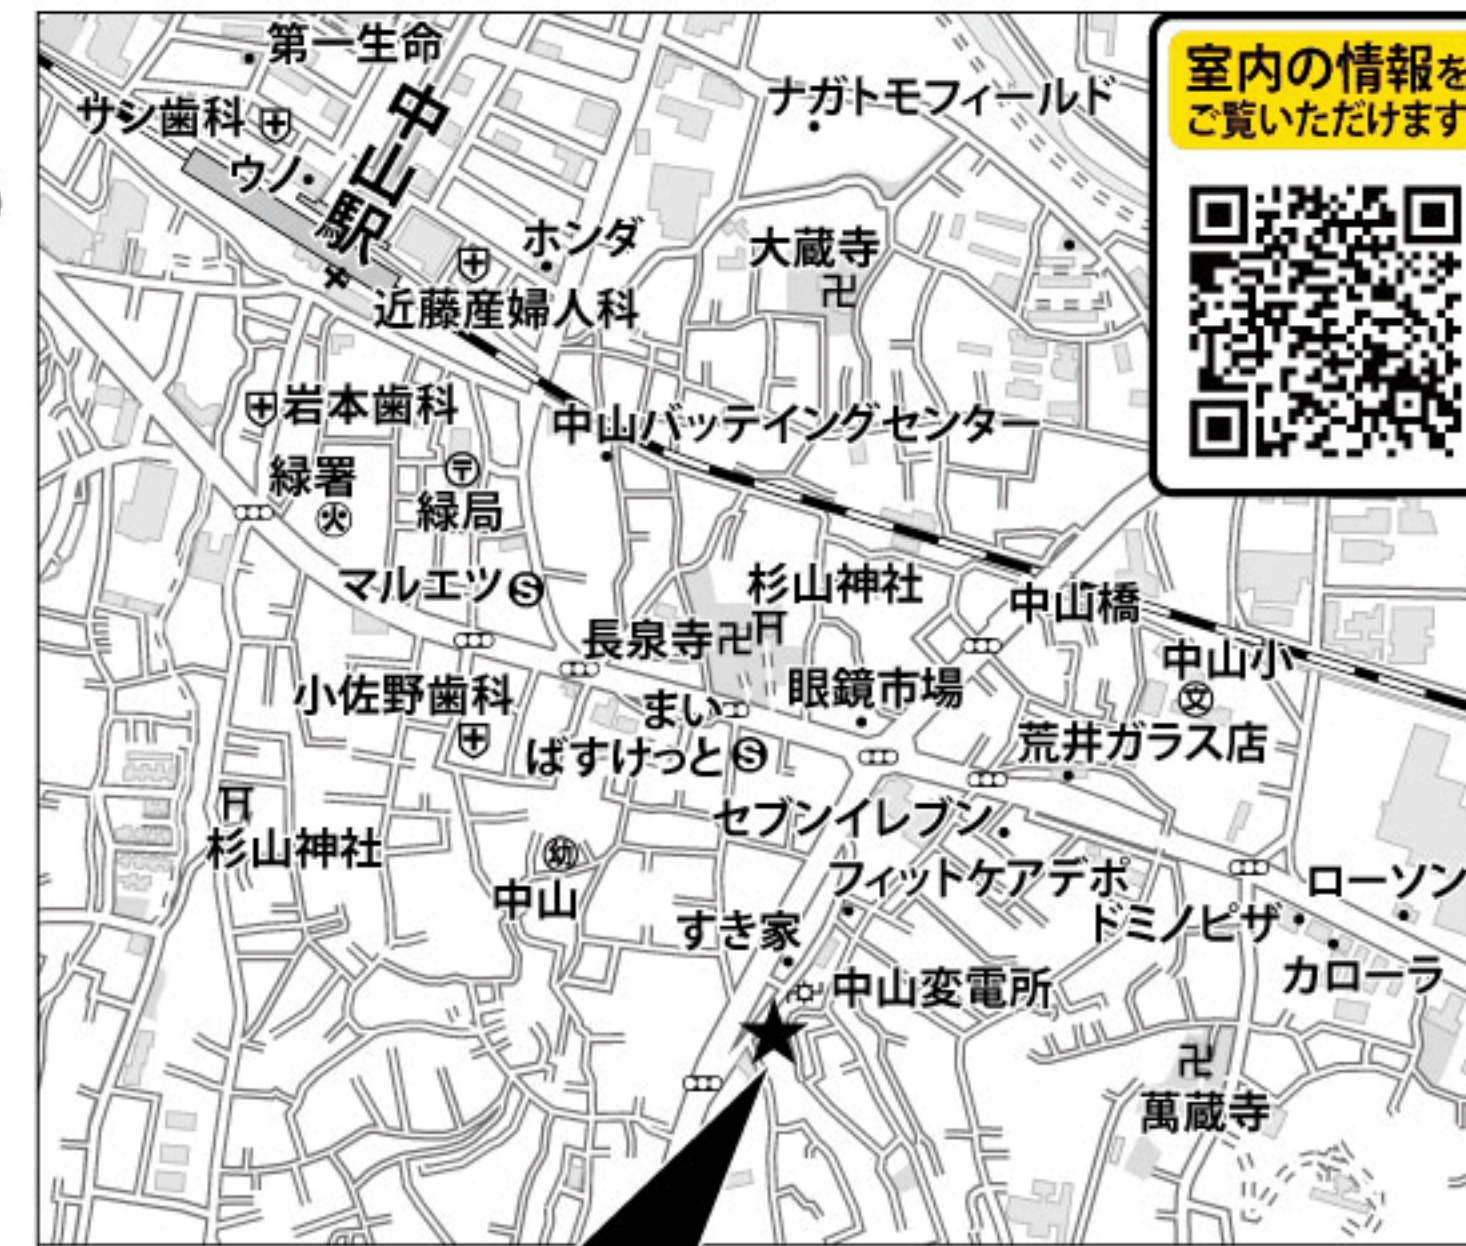 第一生命
サシ歯科
中山駅
ウノ
ナガトモフィールド
室内の情報を
ご覧いただけます
ホンダ
大蔵寺
近藤産婦人科
岩本歯科
中山バッティングセンター
緑署
火
〒
緑局
マルエツ
S
杉山神社
中山橋
長泉寺
中山小
文
小佐野歯科
まい
ばすけっと
S
眼鏡市場
荒井ガラス店
セブンイレブン
杉山神社
幼
中山
フィットケアデポ
ローソン
ドミノピザ
すき家
カローラ
中山変電所
萬蔵寺